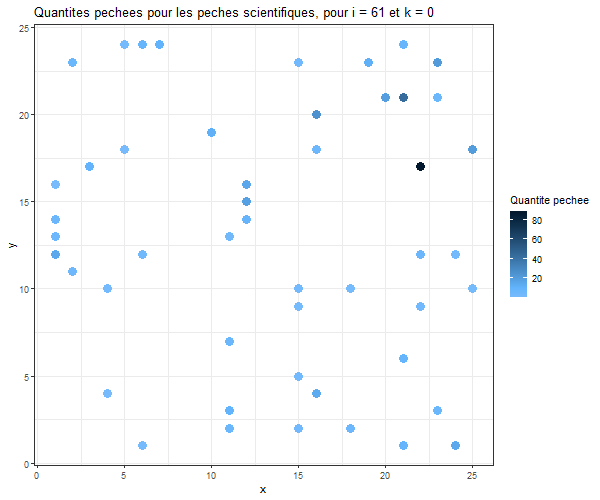 Quantites pechees pour les peches scientifiques, pour i = 61 et k = 0
25
20
15
10
5
0
y
0 5 10 15 20 25
x
Quantite pechee
80
60
40
20